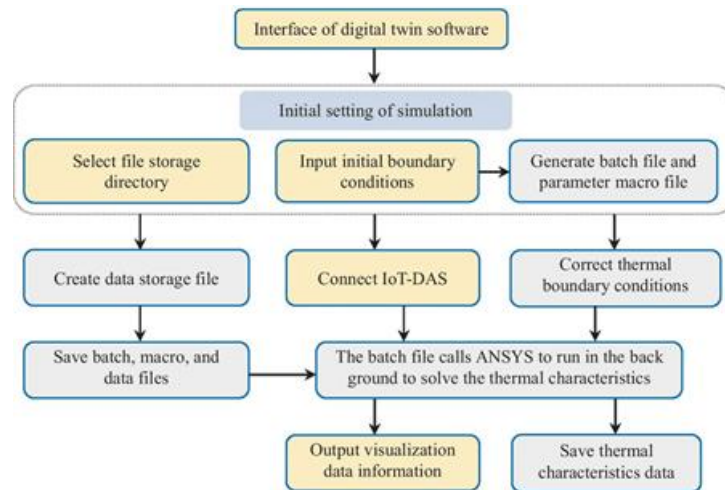 Interface of digital twin software
Initial setting of simulation
Select file storage
directory
Input initial boundary
conditions
Generate batch file and
parameter macro file
Create data storage file
Connect IoT-DAS
Correct thermal
boundary conditions
Save batch, macro, and
data files
The batch file calls ANSYS to run in the back
ground to solve the thermal characteristics
Output visualization
data information
Save thermal
characteristics data